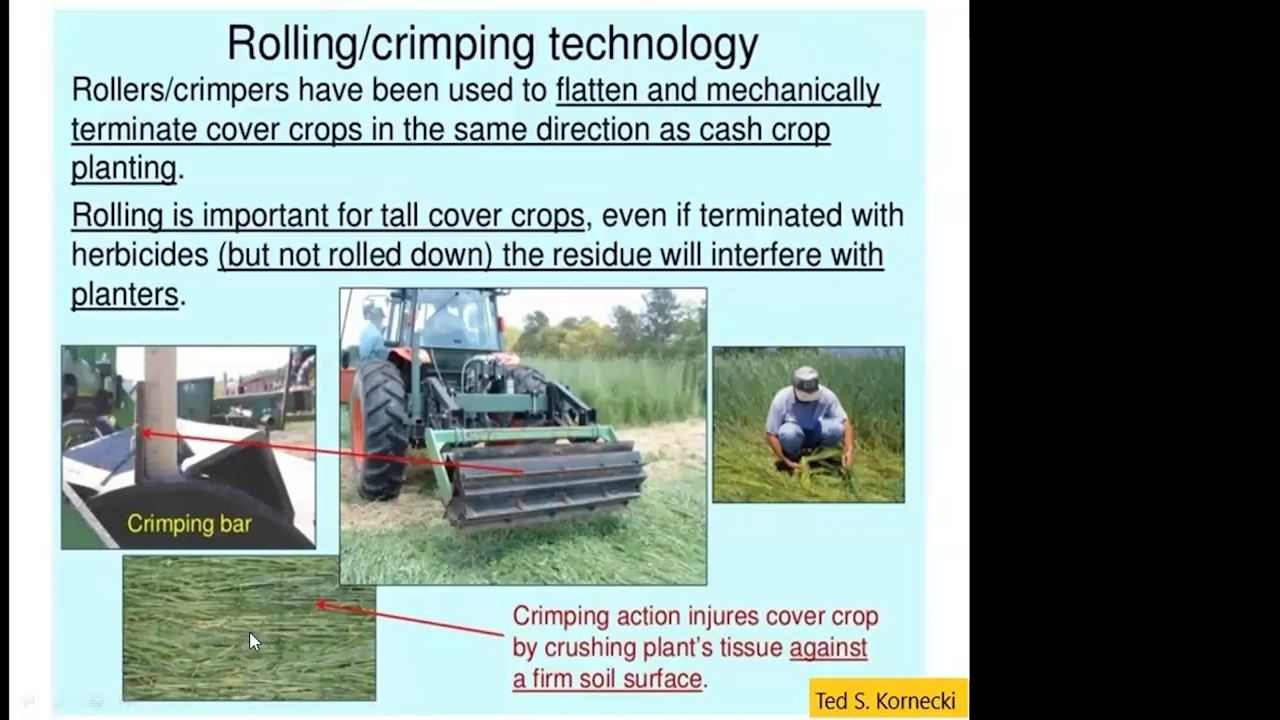 Rolling/crimping technology
Rollers/crimpers have been used to flatten and mechanically
terminate cover crops in the same direction as cash crop
planting.
Rolling is important for tall cover crops, even if terminated with
herbicides (but not rolled down) the residue will interfere with
planters.
Crimping bar
Crimping action injures cover crop
by crushing plant's tissue against
a firm soil surface.
Ted S. Kornecki